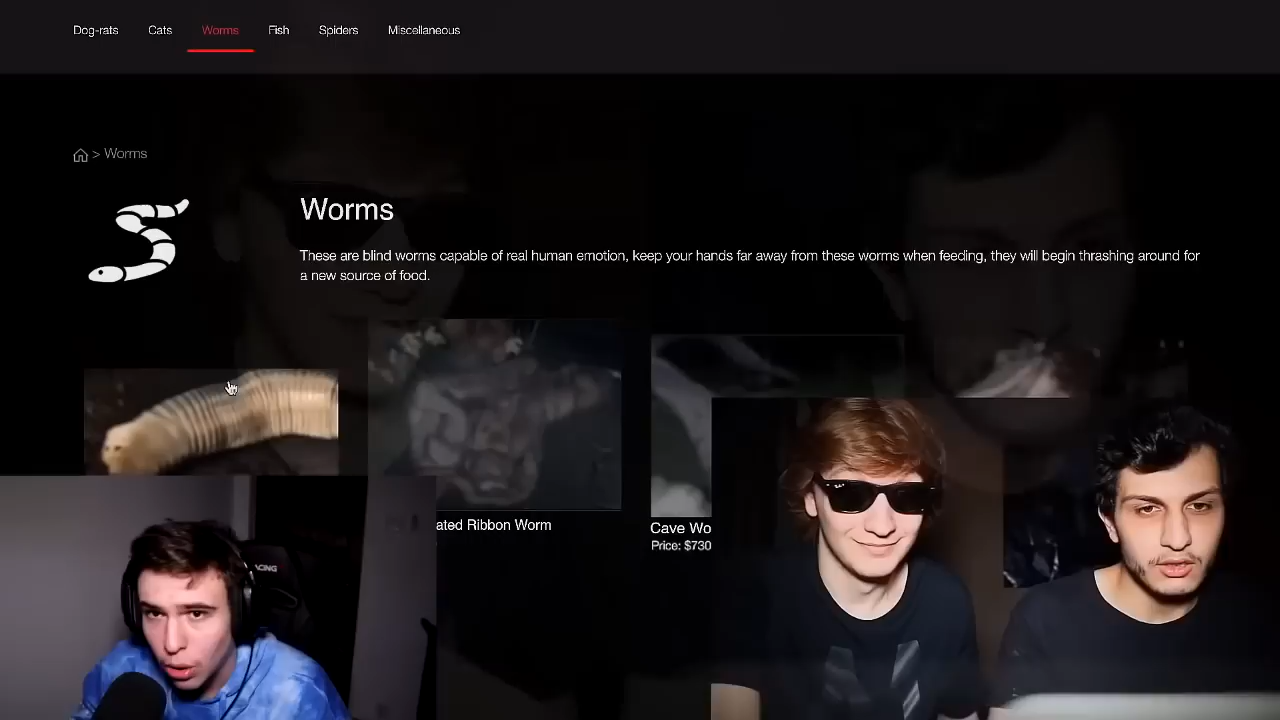 Dog-rats Cats Worms Fish Spiders Miscellaneous
> Worms
Worms
These are blind worms capable of real human emotion, keep your hands far away from these worms when feeding, they will begin thrashing around for
a new source of food.
ated Ribbon Worm
Cave Wo
Price: $730
ACING